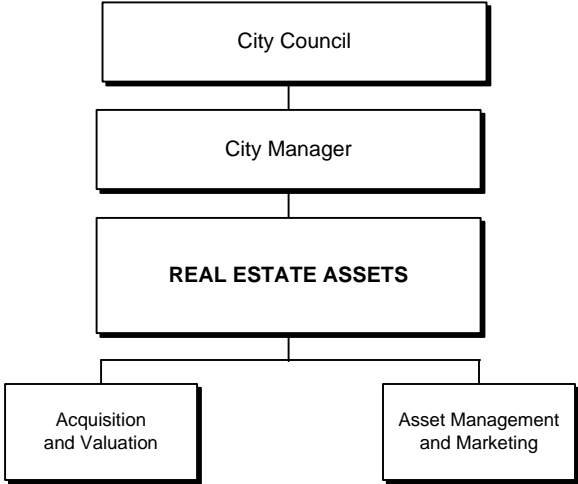 City Council
City Manager
REAL ESTATE ASSETS
Acquisition
and Valuation
Asset Management
and Marketing